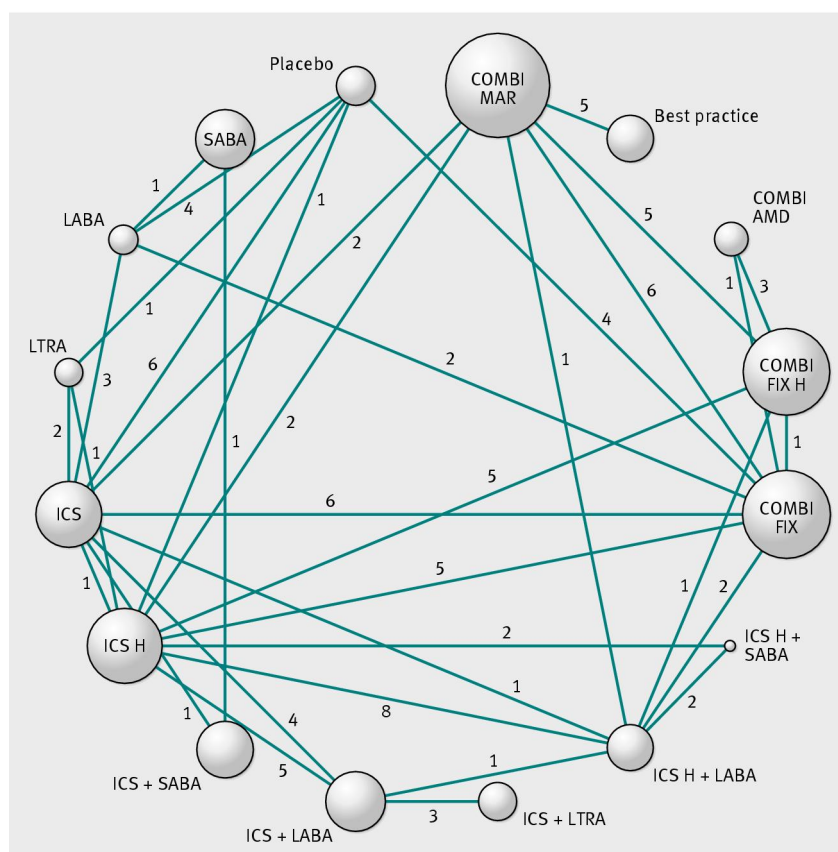 Placebo
COMBI
MAR
5
Best practice
SABA
1
4
1
LABA
2
5
COMBI
AMD
1
3
6
4
1
LTRA
3
6
2
1
COMBI
FIX H
2
1
2
1
5
1
ICS
6
COMBI
FIX
5
1
1
2
ICS H
2
ICS H +
SABA
1
8
2
1
4
ICS + SABA
5
1
ICS H + LABA
ICS + LABA
3
ICS + LTRA